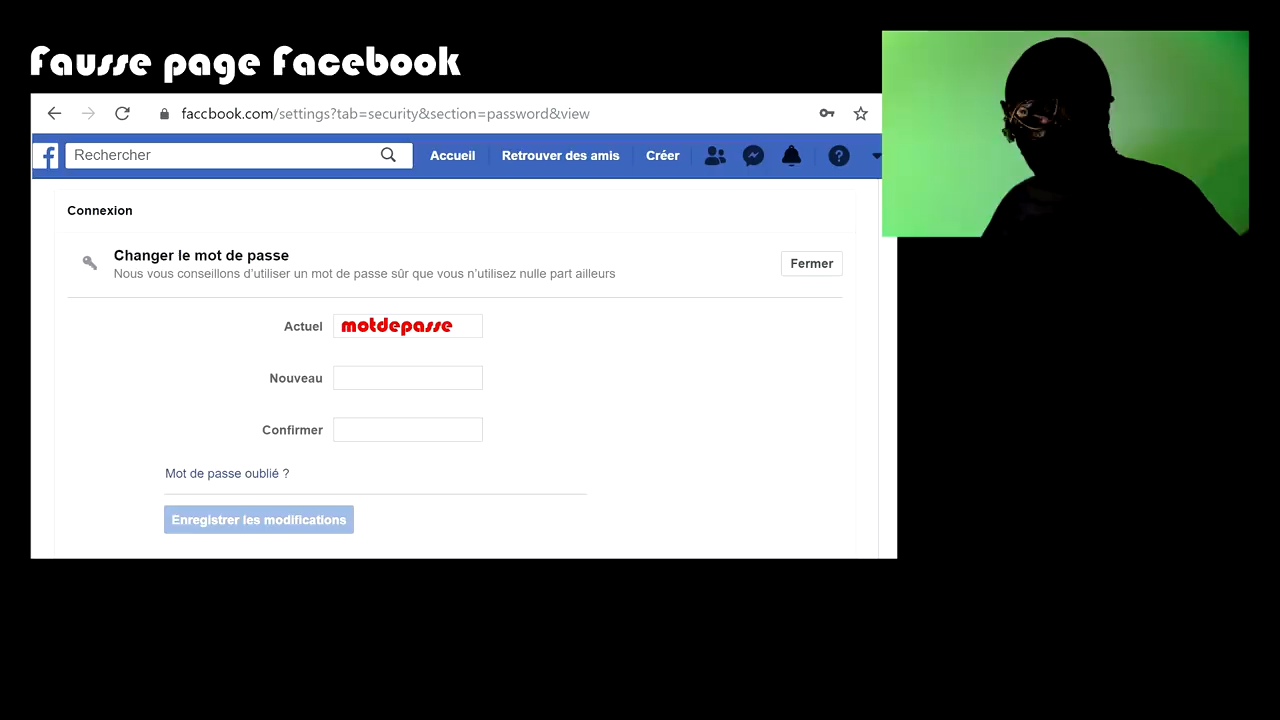 Fausse page Facebook
faccbook.com/settings?tab=security&section=password&view
Rechercher
Accueil
Retrouver des amis
Créer
Connexion
Changer le mot de passe
Nous vous conseillons d'utiliser un mot de passe sûr que vous n'utilisez nulle part ailleurs
Fermer
Actuel motdepasse
Nouveau
Confirmer
Mot de passe oublié ?
Enregistrer les modifications